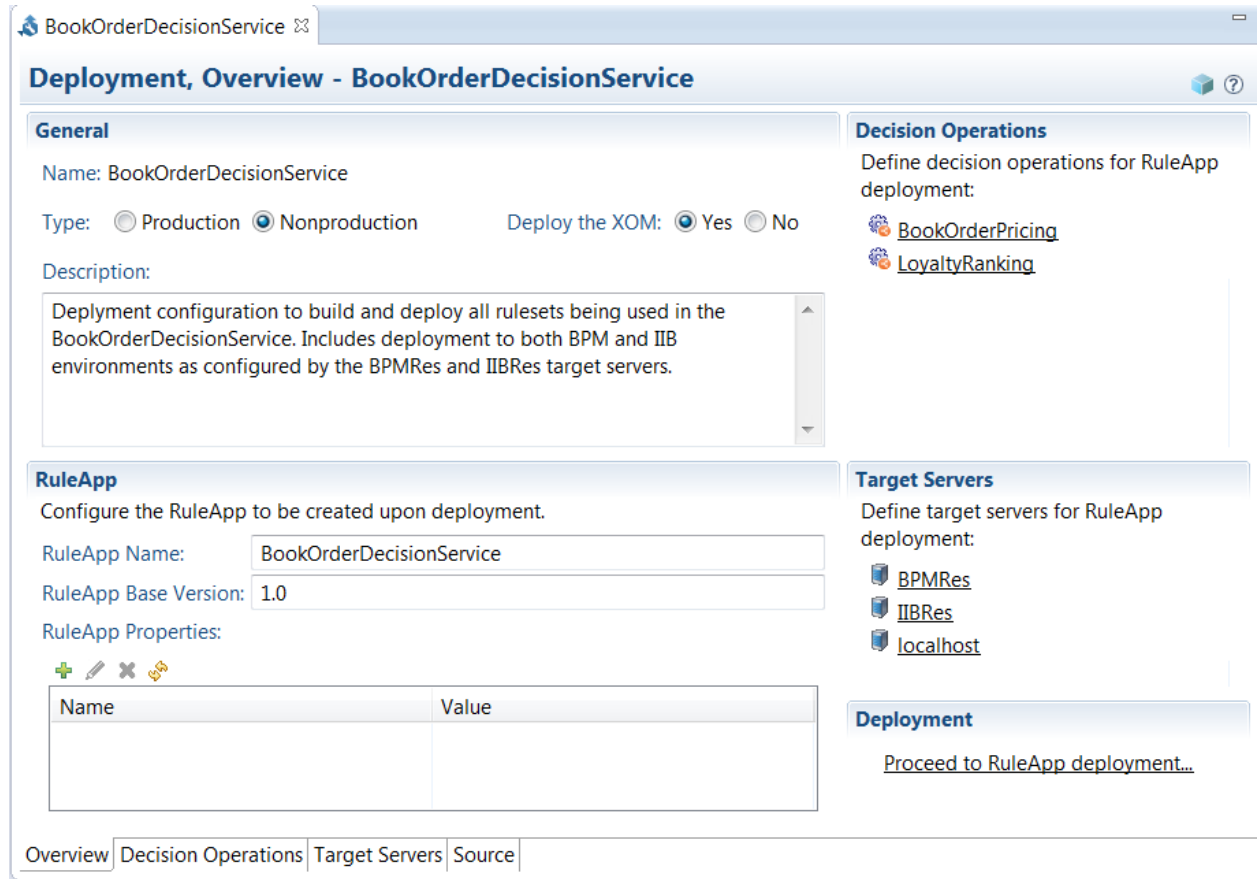 BookOrderDecisionService
Deployment, Overview - BookOrderDecisionService
General
Name: BookOrderDecisionService
Type: Production Nonproduction Deploy the XOM: Yes No
Description:
Deplyment configuration to build and deploy all rulesets being used in the
BookOrderDecisionService. Includes deployment to both BPM and IIB
environments as configured by the BPMRes and IIBRes target servers.
Decision Operations
Define decision operations for RuleApp
deployment:
BookOrderPricing
LoyaltyRanking
RuleApp
Configure the RuleApp to be created upon deployment.
RuleApp Name: BookOrderDecisionService
RuleApp Base Version: 1.0
RuleApp Properties:
Name Value
Target Servers
Define target servers for RuleApp
deployment:
BPMRes
IIBRes
localhost
Deployment
Proceed to RuleApp deployment...
Overview Decision Operations Target Servers Source